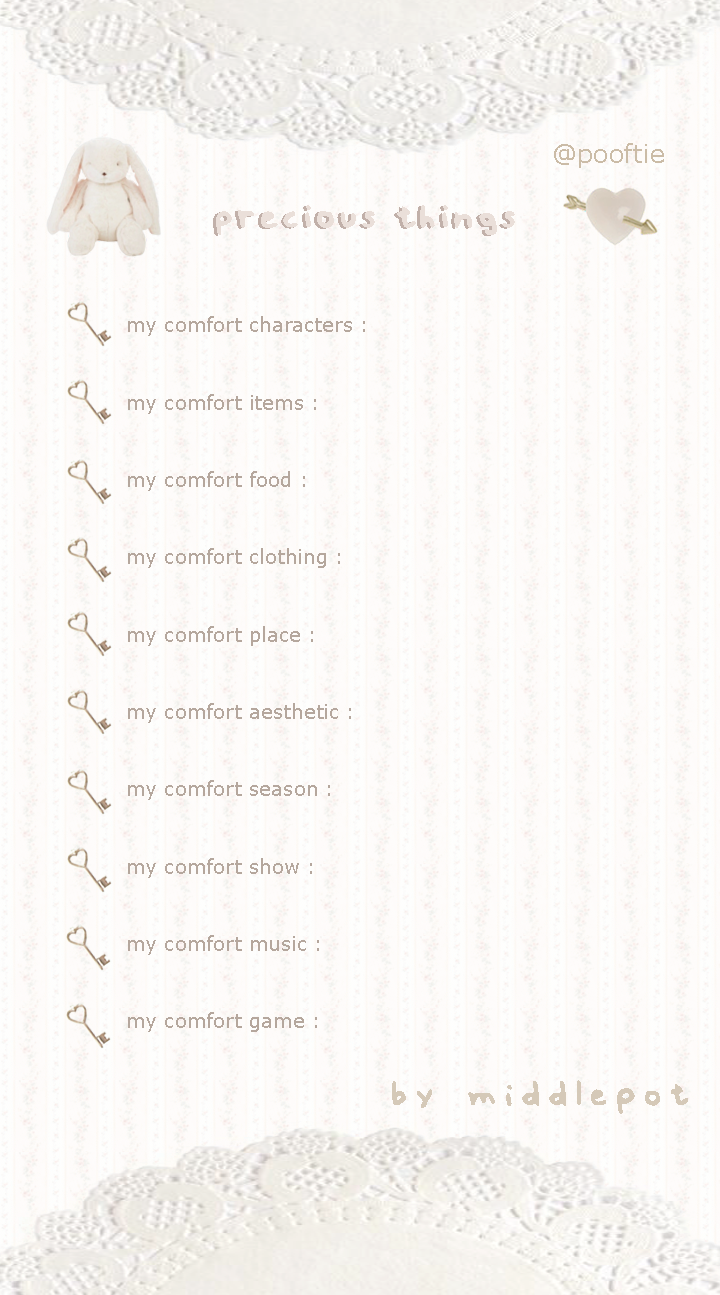 @pooftie
precious things
my comfort characters :
my comfort items :
my comfort food :
my comfort clothing :
my comfort place :
my comfort aesthetic :
my comfort season :
my comfort show :
my comfort music :
my comfort game :
by middlepot